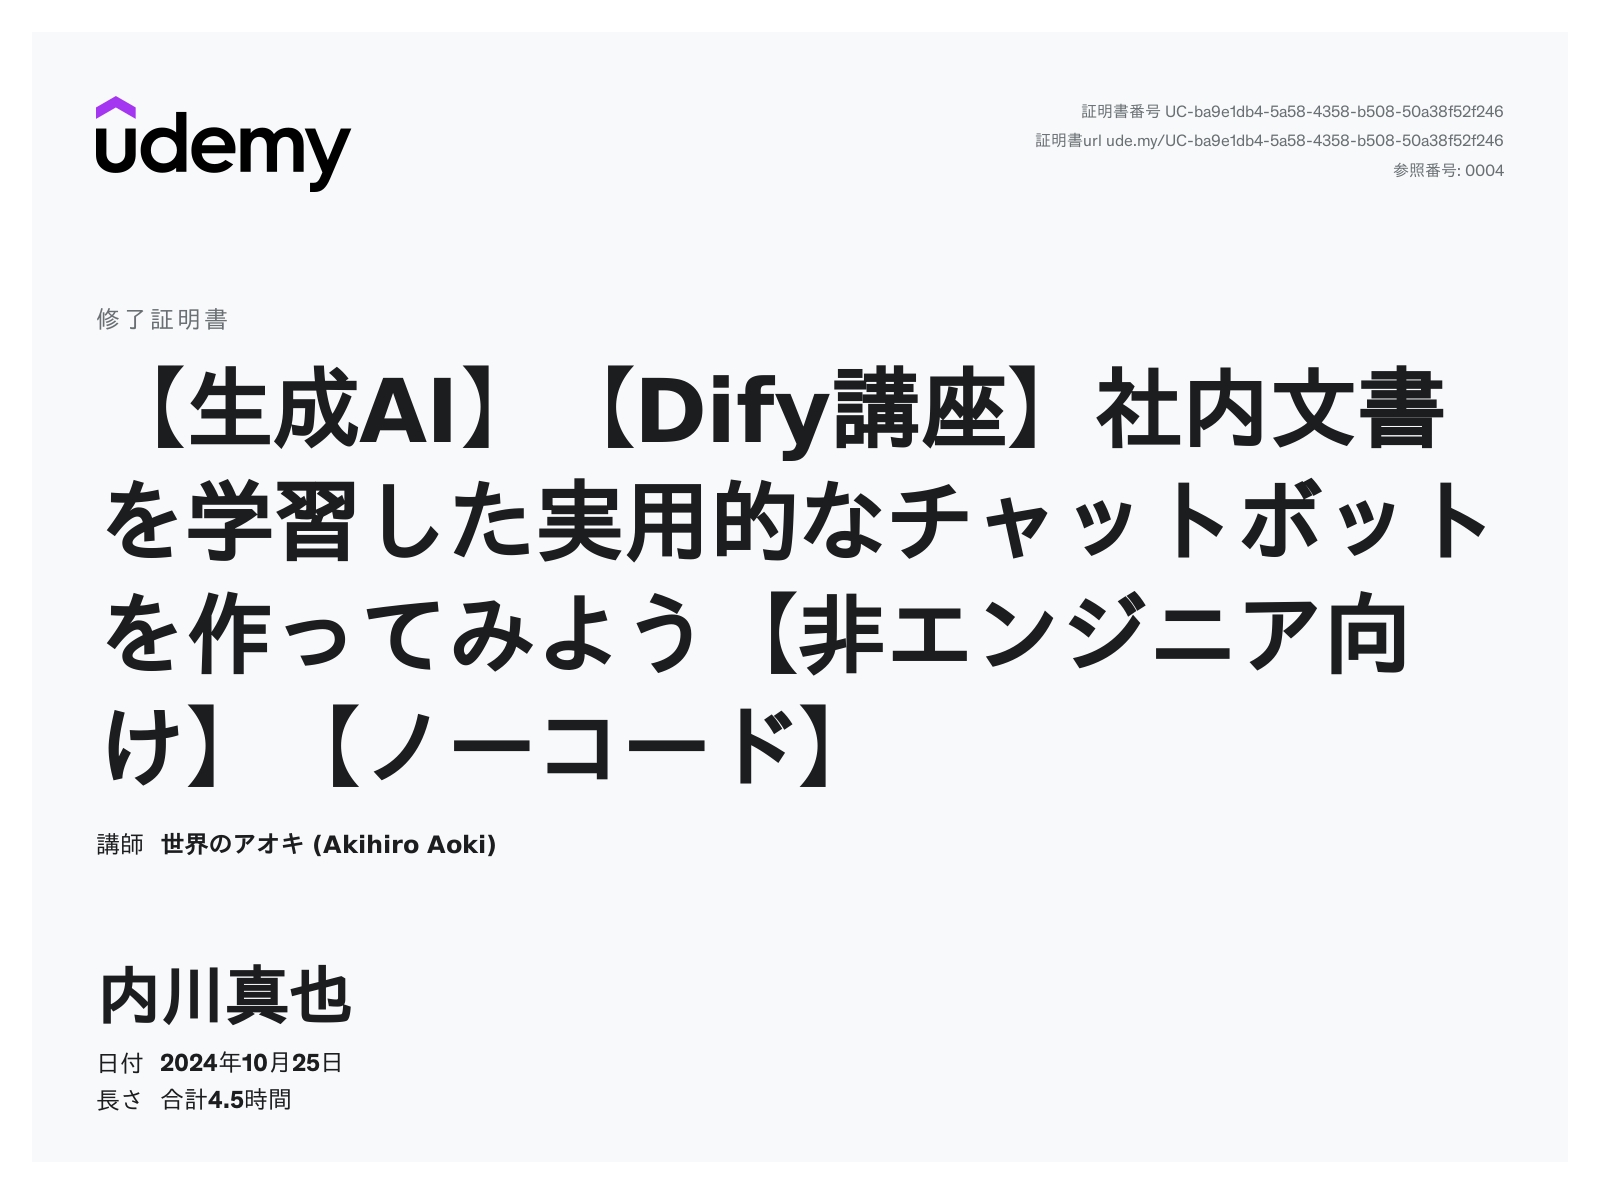 udemy
証明書番号 UC-ba9e1db4-5a58-4358-b508-50a38f52f246
証明書url ude.my/UC-ba9e1db4-5a58-4358-b508-50a38f52f246
参照番号: 0004
修了証明書
【生成AI】【Dify講座】社内文書
を学習した実用的なチャットボット
を作ってみよう【非エンジニア向
け】【ノーコード】
講師 世界のアオキ (Akihiro Aoki)
内川真也
日付 2024年10月25日
長さ 合計4.5時間